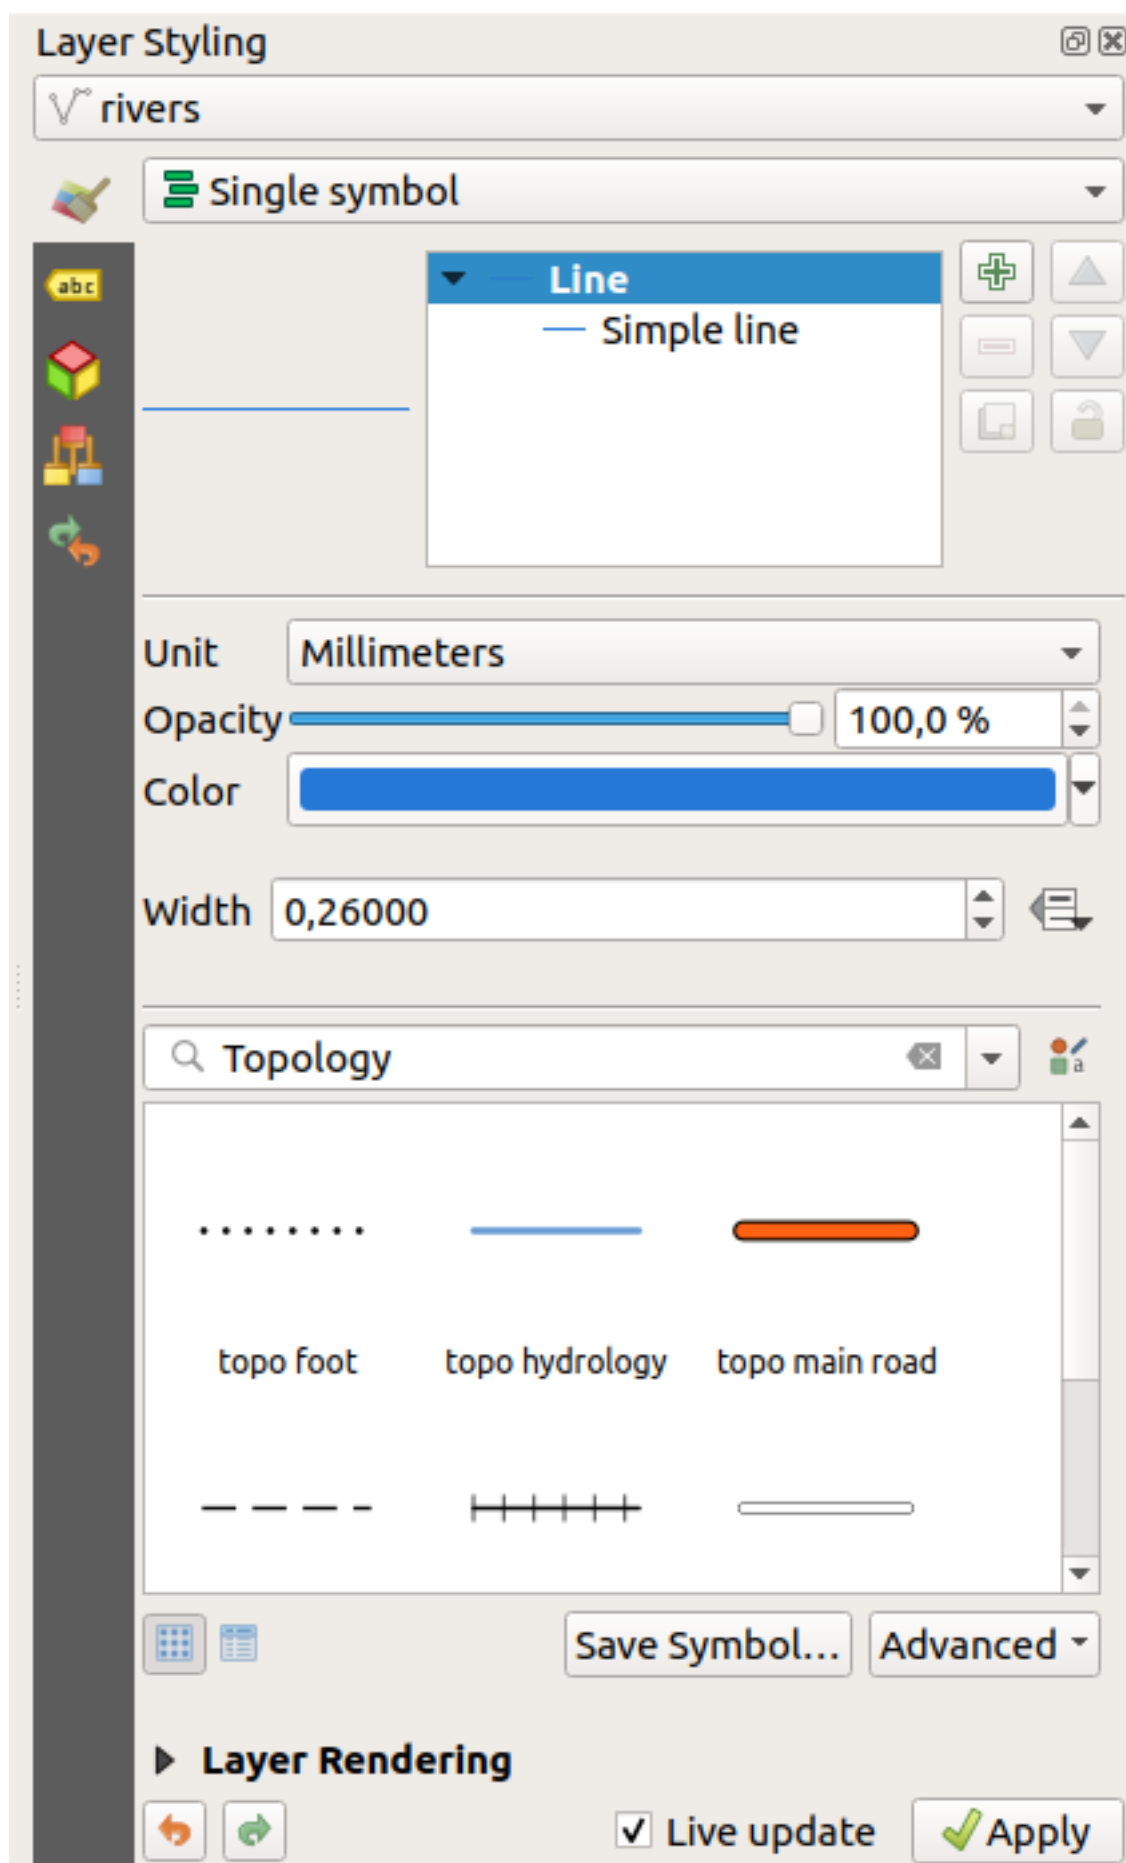 Layer Styling
rivers
Single symbol
abc
Line
Simple line
Unit
Millimeters
Opacity
100,0 %
Color
Width
0,26000
Topology
a
topo foot
topo hydrology
topo main road
Save Symbol...
Advanced
Layer Rendering
Live update
Apply